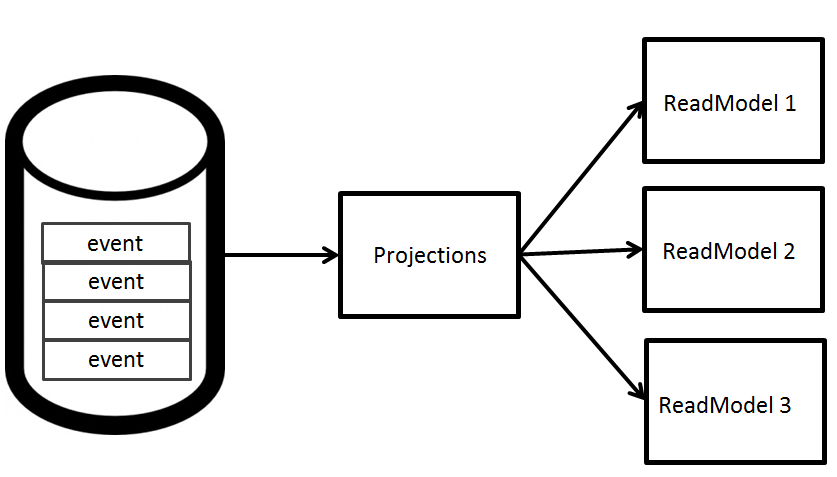 event
event
event
event
Projections
ReadModel 1
ReadModel 2
ReadModel 3